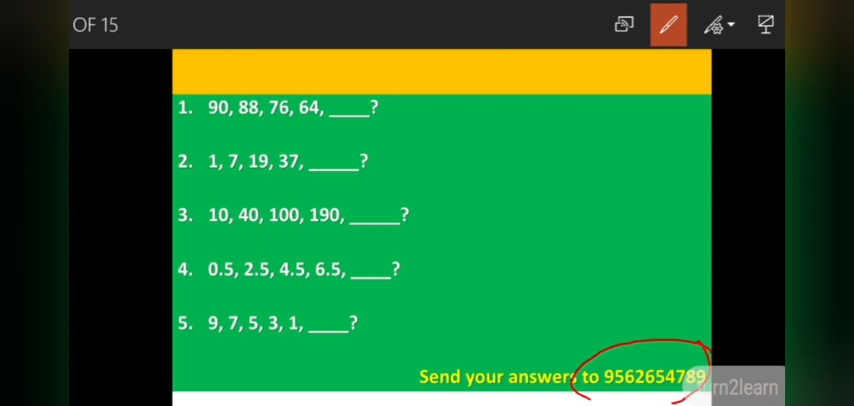 OF 15
1. 90, 88, 76, 64, ____?
2. 1, 7, 19, 37, _____?
3. 10, 40, 100, 190, _____?
4. 0.5, 2.5, 4.5, 6.5, ____?
5. 9, 7, 5, 3, 1, ____?
Send your answers to 9562654789
urn2learn